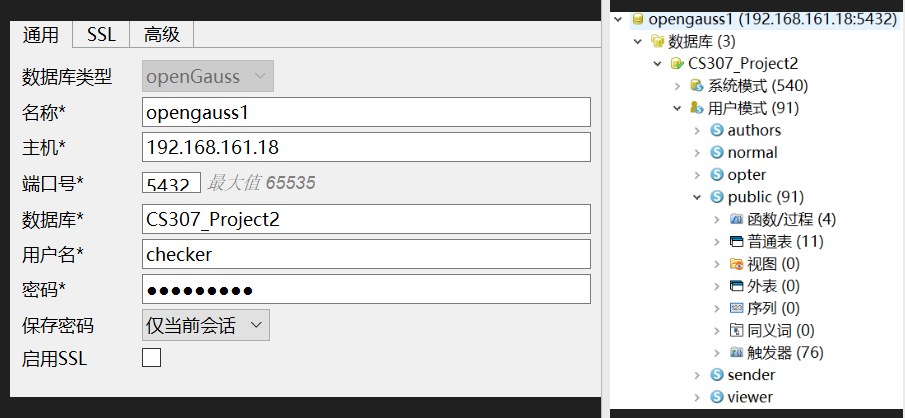 通用 SSL 高级
数据库类型 openGauss
名称* opengauss1
主机* 192.168.161.18
端口号* 5432 最大值 65535
数据库* CS307_Project2
用户名* checker
密码* ●●●●●●●●●
保存密码 仅当前会话
启用SSL
opengauss1 (192.168.161.18:5432)
数据库 (3)
CS307_Project2
系统模式 (540)
用户模式 (91)
authors
normal
opter
public (91)
函数/过程 (4)
普通表 (11)
视图 (0)
外表 (0)
序列 (0)
同义词 (0)
触发器 (76)
sender
viewer